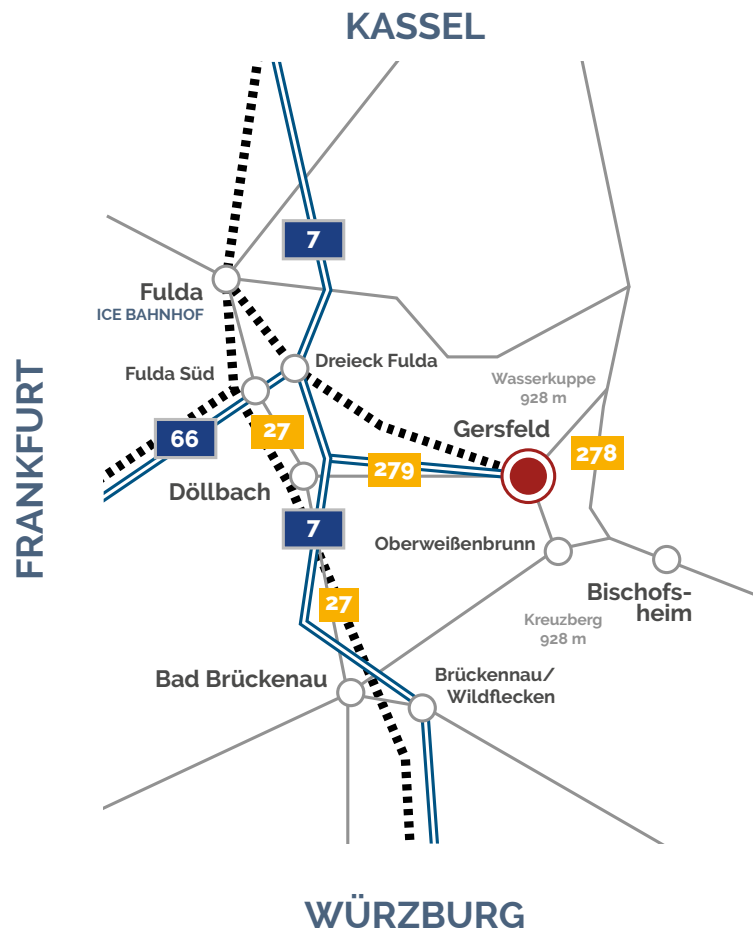 KASSEL
7
Fulda
ICE BAHNHOF
Dreieck Fulda
Fulda Süd
Wasserkuppe
928 m
66
27
Gersfeld
278
279
Döllbach
FRANKFURT
7
Oberweißenbrunn
Bischofs-
heim
27
Kreuzberg
928 m
Bad Brückenau
Brückennau/
Wildflecken
WÜRZBURG